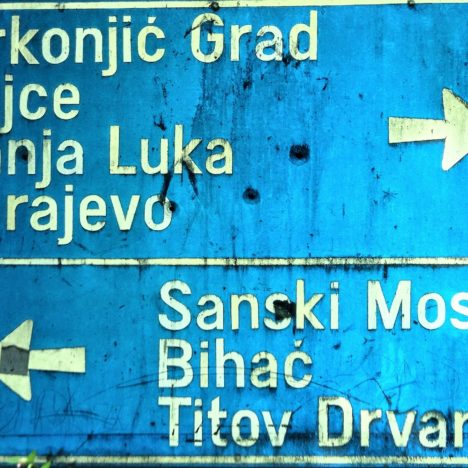 rkonjić Grad
jce
nja Luka
rajevo
Sanski Mos
Bihać
Titov Drvar